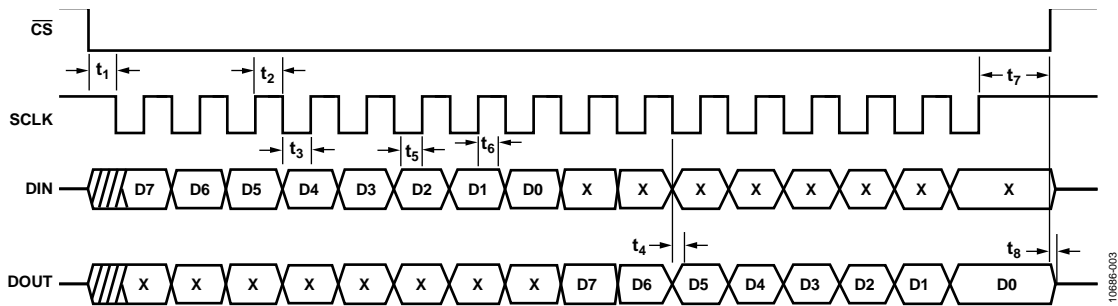 CS
t1
t2
t7
SCLK
t3
t5
t6
DIN
D7 D6 D5 D4 D3 D2 D1 D0 X X X X X X X X
t4
t8
DOUT
X X X X X X X X D7 D6 D5 D4 D3 D2 D1 D0
10806-003